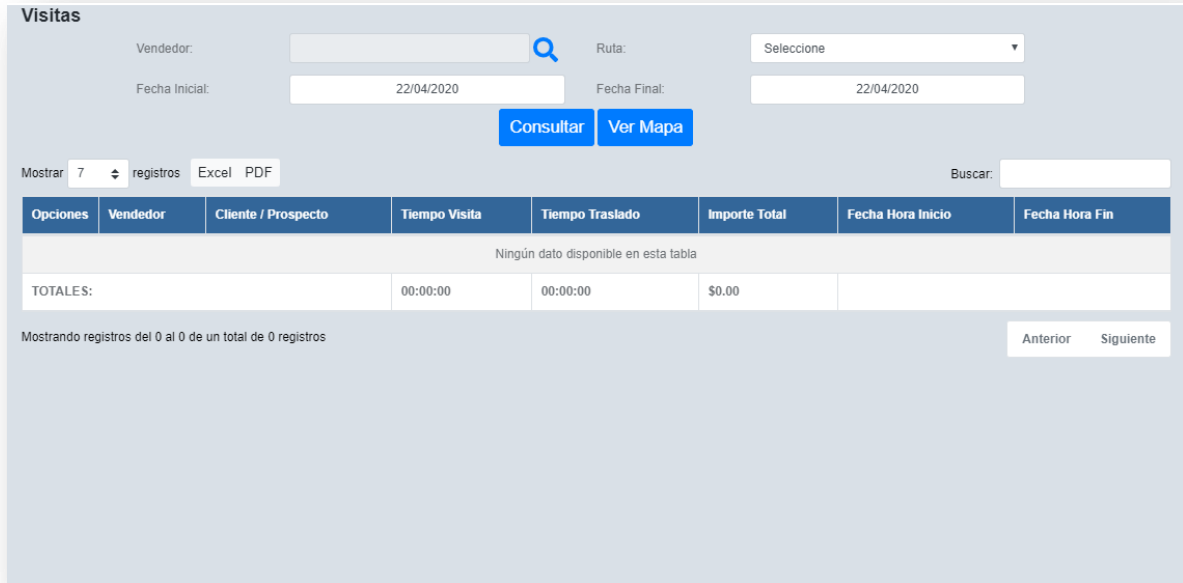 Visitas
Vendedor: Ruta: Seleccione
Fecha Inicial: 22/04/2020 Fecha Final: 22/04/2020
Consultar Ver Mapa
Mostrar 7 registros Excel PDF Buscar:
Opciones Vendedor Cliente / Prospecto Tiempo Visita Tiempo Traslado Importe Total Fecha Hora Inicio Fecha Hora Fin
Ningún dato disponible en esta tabla
TOTALES: 00:00:00 00:00:00 $0.00
Mostrando registros del 0 al 0 de un total de 0 registros Anterior Siguiente